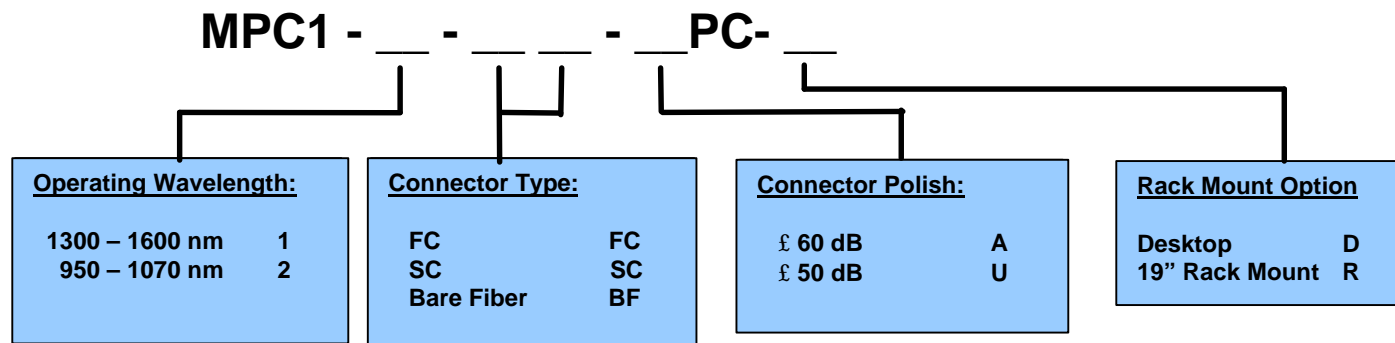 MPC1 - __ - __ __ - __PC- __
Operating Wavelength:
1300 – 1600 nm 1
950 – 1070 nm 2
Connector Type:
FC FC
SC SC
Bare Fiber BF
Connector Polish:
£ 60 dB A
£ 50 dB U
Rack Mount Option
Desktop D
19” Rack Mount R